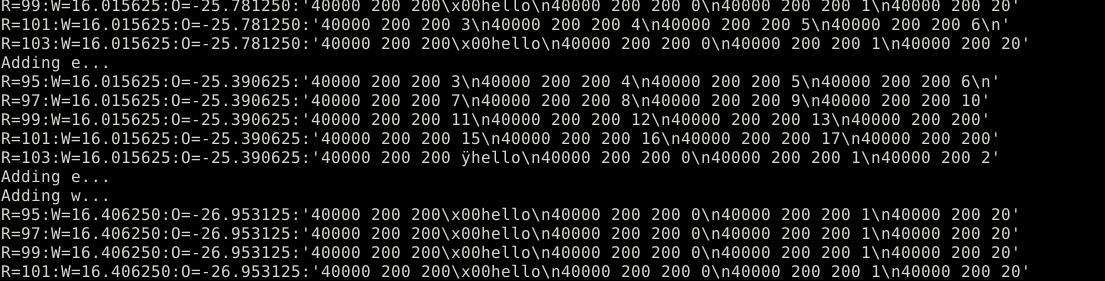 R=99:W=16.015625:O=-25.781250:'40000 200 200\x00hello\n40000 200 200 0\n40000 200 200 1\n40000 200 20'
R=101:W=16.015625:O=-25.781250:'40000 200 200 3\n40000 200 200 4\n40000 200 200 5\n40000 200 200 6\n'
R=103:W=16.015625:O=-25.781250:'40000 200 200\x00hello\n40000 200 200 0\n40000 200 200 1\n40000 200 20'
Adding e...
R=95:W=16.015625:O=-25.390625:'40000 200 200 3\n40000 200 200 4\n40000 200 200 5\n40000 200 200 6\n'
R=97:W=16.015625:O=-25.390625:'40000 200 200 7\n40000 200 200 8\n40000 200 200 9\n40000 200 200 10'
R=99:W=16.015625:O=-25.390625:'40000 200 200 11\n40000 200 200 12\n40000 200 200 13\n40000 200 200'
R=101:W=16.015625:O=-25.390625:'40000 200 200 15\n40000 200 200 16\n40000 200 200 17\n40000 200 200'
R=103:W=16.015625:O=-25.390625:'40000 200 200 ÿhello\n40000 200 200 0\n40000 200 200 1\n40000 200 2'
Adding e...
Adding w...
R=95:W=16.406250:O=-26.953125:'40000 200 200\x00hello\n40000 200 200 0\n40000 200 200 1\n40000 200 20'
R=97:W=16.406250:O=-26.953125:'40000 200 200\x00hello\n40000 200 200 0\n40000 200 200 1\n40000 200 20'
R=99:W=16.406250:O=-26.953125:'40000 200 200\x00hello\n40000 200 200 0\n40000 200 200 1\n40000 200 20'
R=101:W=16.406250:O=-26.953125:'40000 200 200\x00hello\n40000 200 200 0\n40000 200 200 1\n40000 200 20'